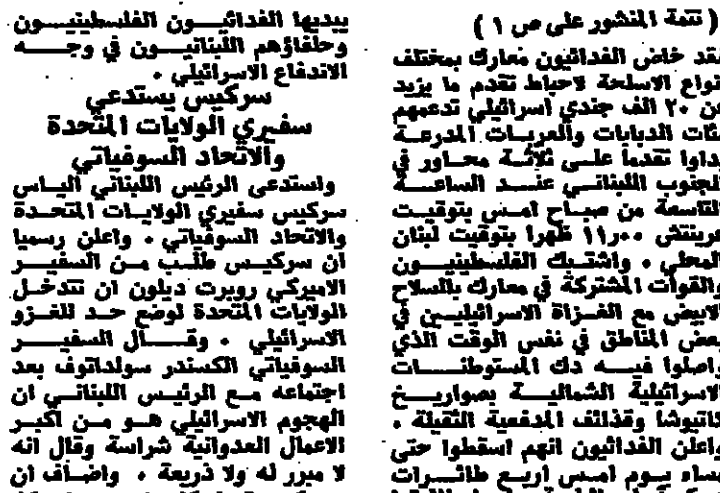 ( تتمة المنشور على ص ١ )
فقد خاض الفدائيون معارك بمختلف
انواع الاسلحة لاحباط تقدم ما يزيد
عن ٢٠ الف جندي اسرائيلي تدعمهم
مئات الدبابات والعربات المدرعة
بداوا تقدما على ثلاثة محاور في
الجنوب اللبناني عند الساعة
التاسعة من صباح امس بتوقيت
غرينتش ١١٫٠٠ ظهرا بتوقيت لبنان
المحلي . واشتبك الفلسطينيون
والقوات المشتركة في معارك بالسلاح
الابيض مع الغزاة الاسرائيليين في
بعض المناطق في نفس الوقت الذي
واصلوا فيه دك المستوطنات
الاسرائيلية الشمالية بصواريخ
كاتيوشا وقذائف المدفعية الثقيلة .
واعلن الفدائيون انهم اسقطوا حتى
مساء يوم امس اربع طائرات
يبديها الفدائيون الفلسطينيون
وحلفاؤهم اللبنانيون في وجه
الاندفاع الاسرائيلي .
سركيس يستدعي
سفيري الولايات المتحدة
والاتحاد السوفياتي
واستدعى الرئيس اللبناني الياس
سركيس سفيري الولايات المتحدة
والاتحاد السوفياتي . واعلن رسميا
ان سركيس طلب من السفير
الاميركي روبرت ديلون ان تتدخل
الولايات المتحدة لوضع حد للغزو
الاسرائيلي . وقال السفير
السوفياتي الكسندر سولداتوف بعد
اجتماعه مع الرئيس اللبناني ان
الهجوم الاسرائيلي هو من اكبر
الاعمال العدوانية شراسة وقال انه
لا مبرر له ولا ذريعة . واضاف ان